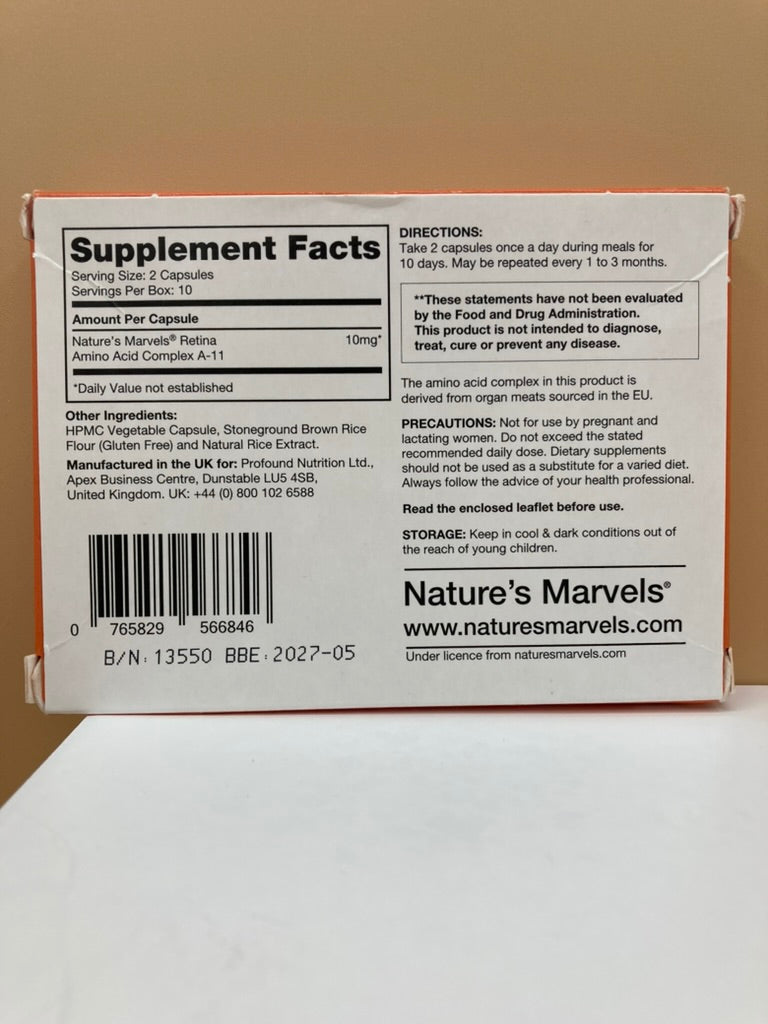 Supplement Facts
Serving Size: 2 Capsules
Servings Per Box: 10
Amount Per Capsule
Nature's Marvels® Retina 10mg*
Amino Acid Complex A-11
*Daily Value not established
Other Ingredients:
HPMC Vegetable Capsule, Stoneground Brown Rice
Flour (Gluten Free) and Natural Rice Extract.
Manufactured in the UK for: Profound Nutrition Ltd.,
Apex Business Centre, Dunstable LU5 4SB,
United Kingdom. UK: +44 (0) 800 102 6588
0 765829 566846
B/N: 13550 BBE: 2027-05
DIRECTIONS:
Take 2 capsules once a day during meals for
10 days. May be repeated every 1 to 3 months.
**These statements have not been evaluated
by the Food and Drug Administration.
This product is not intended to diagnose,
treat, cure or prevent any disease.
The amino acid complex in this product is
derived from organ meats sourced in the EU.
PRECAUTIONS: Not for use by pregnant and
lactating women. Do not exceed the stated
recommended daily dose. Dietary supplements
should not be used as a substitute for a varied diet.
Always follow the advice of your health professional.
Read the enclosed leaflet before use.
STORAGE: Keep in cool & dark conditions out of
the reach of young children.
Nature's Marvels®
www.naturesmarvels.com
Under licence from naturesmarvels.com